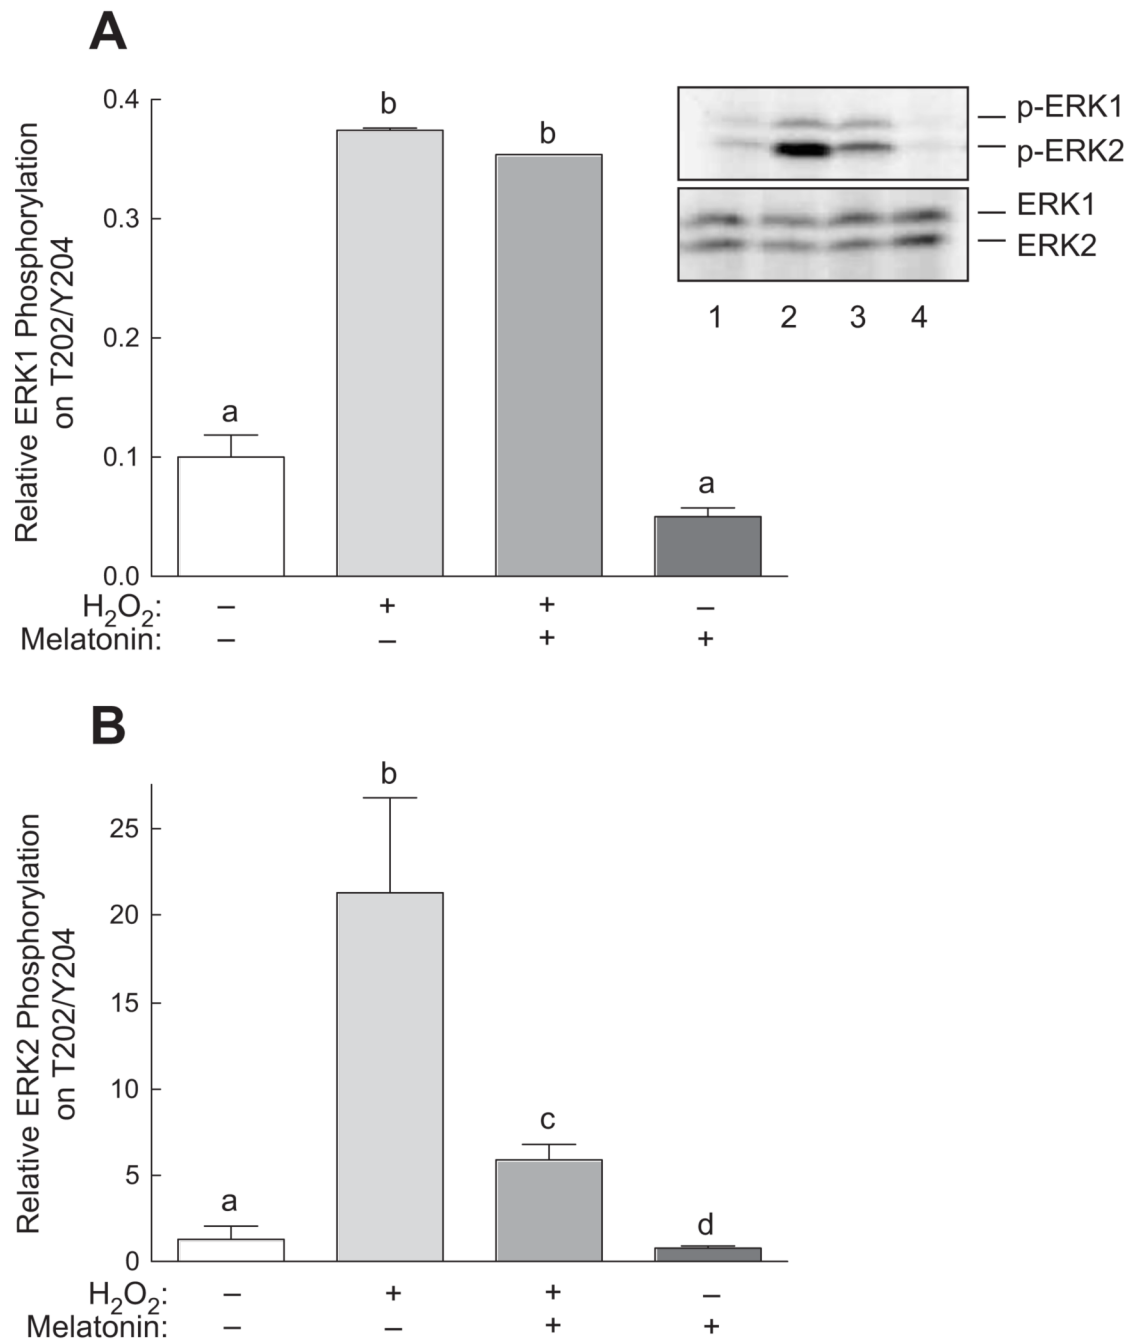 A
Relative ERK1 Phosphorylation
on T202/Y204
0.4
0.3
0.2
0.1
0.0
a
b
b
a
p-ERK1
p-ERK2
ERK1
ERK2
1 2 3 4
H₂O₂: – + + –
Melatonin: – – + +
B
Relative ERK2 Phosphorylation
on T202/Y204
25
20
15
10
5
0
a
b
c
d
H₂O₂: – + + –
Melatonin: – – + +